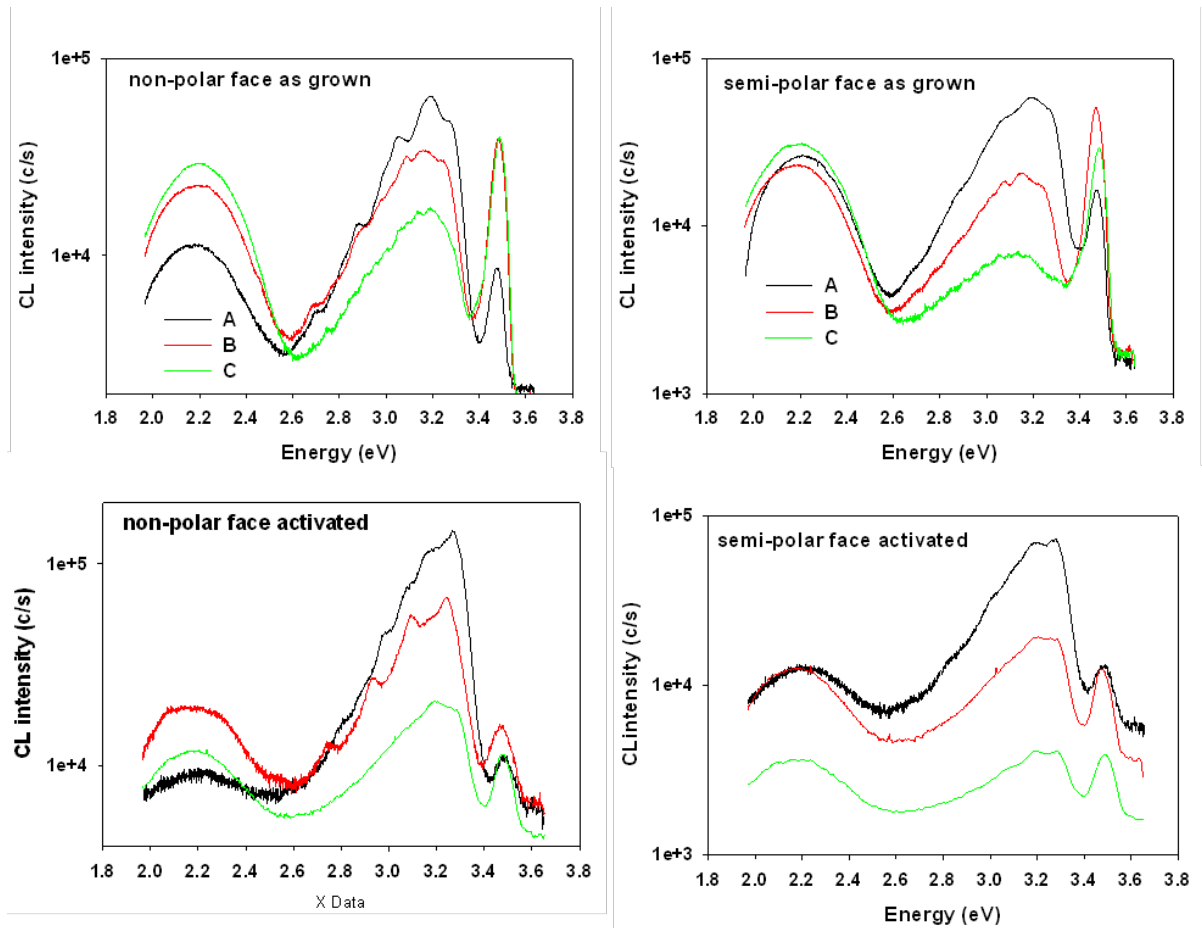 non-polar face as grown
CL intensity (c/s)
1e+5
1e+4
A
B
C
1.8 2.0 2.2 2.4 2.6 2.8 3.0 3.2 3.4 3.6 3.8
Energy (eV)
semi-polar face as grown
CL intensity (c/s)
1e+5
1e+4
1e+3
A
B
C
1.8 2.0 2.2 2.4 2.6 2.8 3.0 3.2 3.4 3.6 3.8
Energy (eV)
non-polar face activated
CL intensity (c/s)
1e+5
1e+4
1.8 2.0 2.2 2.4 2.6 2.8 3.0 3.2 3.4 3.6 3.8
X Data
semi-polar face activated
CL intensity (c/s)
1e+5
1e+4
1e+3
1.8 2.0 2.2 2.4 2.6 2.8 3.0 3.2 3.4 3.6 3.8
Energy (eV)